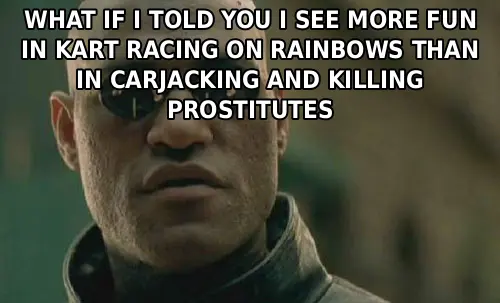 WHAT IF I TOLD YOU I SEE MORE FUN
IN KART RACING ON RAINBOWS THAN
IN CARJACKING AND KILLING
PROSTITUTES